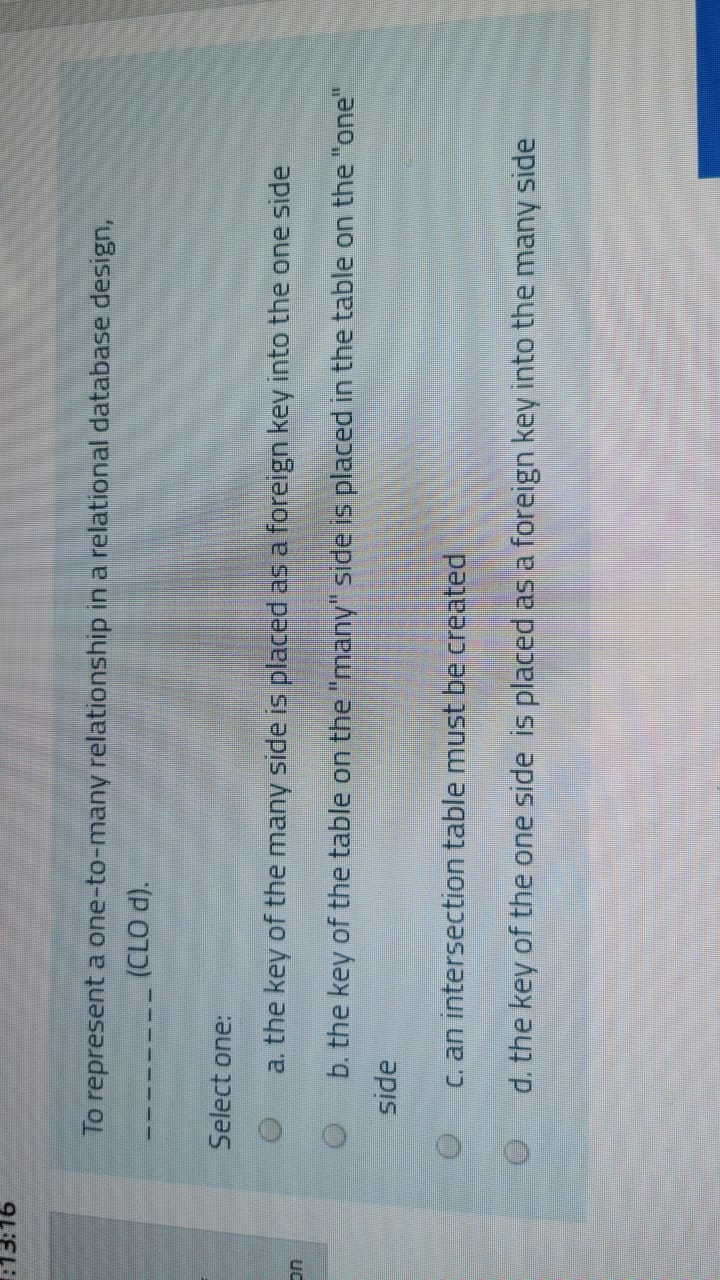 :13:16
To represent a one-to-many relationship in a relational database design,
________ (CLO d).
Select one:
a. the key of the many side is placed as a foreign key into the one side
on
b. the key of the table on the "many" side is placed in the table on the "one"
side
c. an intersection table must be created
d. the key of the one side is placed as a foreign key into the many side